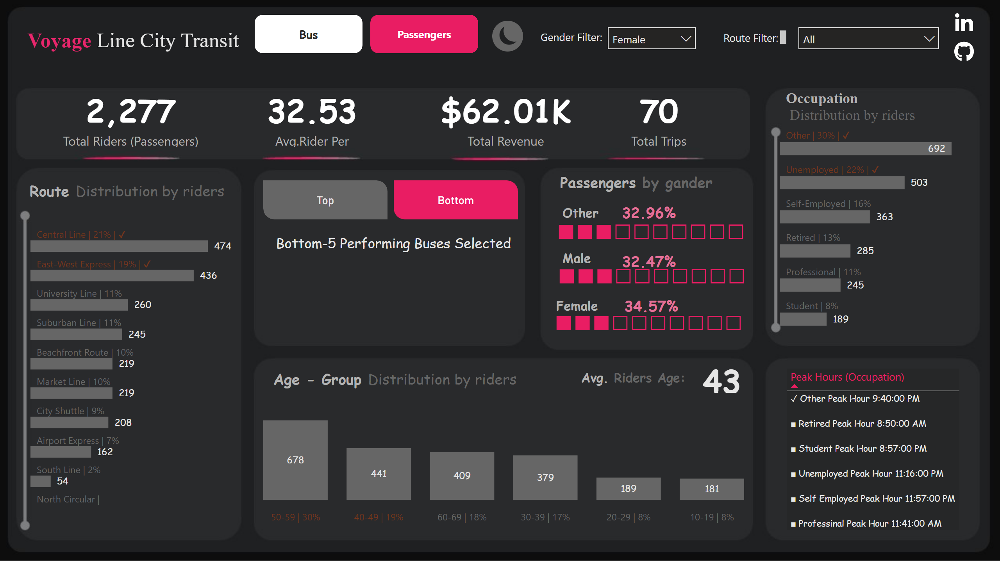 Voyage Line City Transit
Bus
Passengers
Gender Filter:
Female
Route Filter:
All
in
2,277
Total Riders (Passengers)
32.53
Avg.Rider Per
$62.01K
Total Revenue
70
Total Trips
Occupation
Distribution by riders
Other | 30% | ✓
692
Unemployed | 22% | ✓
503
Self-Employed | 16%
363
Retired | 13%
285
Professional | 11%
245
Student | 8%
189
Route Distribution by riders
Central Line | 21% | ✓
474
East-West Express | 19% | ✓
436
University Line | 11%
260
Suburban Line | 11%
245
Beachfront Route | 10%
219
Market Line | 10%
219
City Shuttle | 9%
208
Airport Express | 7%
162
South Line | 2%
54
North Circular |
Top
Bottom
Bottom-5 Performing Buses Selected
Passengers by gander
Other 32.96%
Male 32.47%
Female 34.57%
Age - Group Distribution by riders
Avg. Riders Age: 43
678
441
409
379
189
181
50-59 | 30%
40-49 | 19%
60-69 | 18%
30-39 | 17%
20-29 | 8%
10-19 | 8%
Peak Hours (Occupation)
✓ Other Peak Hour 9:40:00 PM
■ Retired Peak Hour 8:50:00 AM
■ Student Peak Hour 8:57:00 PM
■ Unemployed Peak Hour 11:16:00 PM
■ Self Employed Peak Hour 11:57:00 PM
■ Professinal Peak Hour 11:41:00 AM